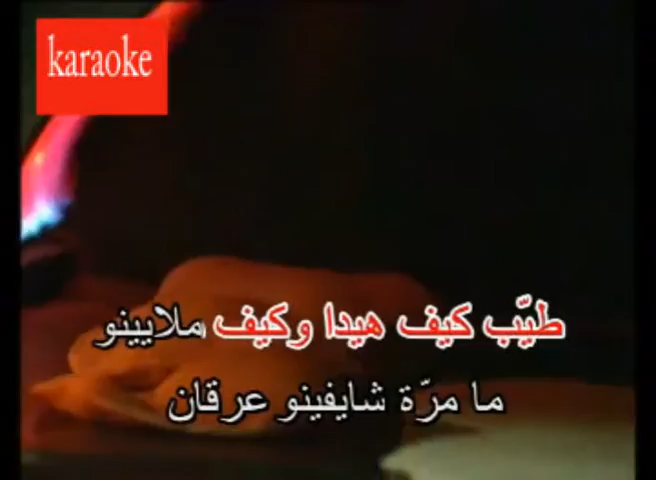 karaoke
طيّب كيف هيدا وكيف ملايينو
ما مرّة شايفينو عرقان